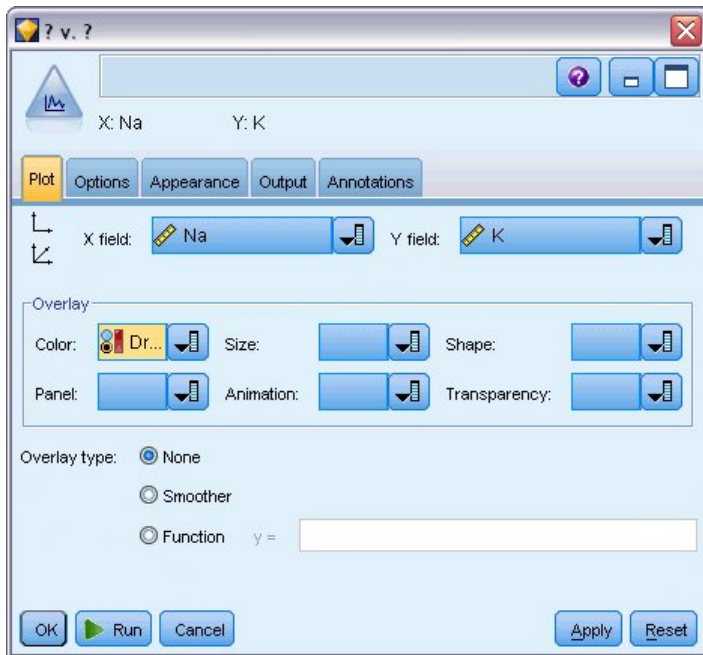 ? v. ?
X: Na Y: K
Plot Options Appearance Output Annotations
X field: Na Y field: K
Overlay
Color: Dr... Size: Shape:
Panel: Animation: Transparency:
Overlay type: None
Smoother
Function y =
OK Run Cancel Apply Reset